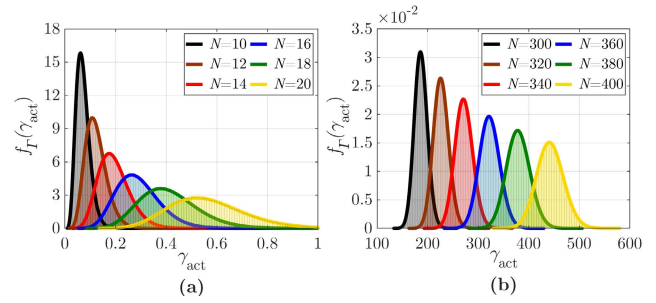 ×10⁻²
18
15
12
9
6
3
0
f_Γ(γ_act)
N=10
N=12
N=14
N=16
N=18
N=20
0
0.2
0.4
0.6
0.8
1
γ_act
(a)
3.5
3
2.5
2
1.5
1
0.5
0
f_Γ(γ_act)
N=300
N=320
N=340
N=360
N=380
N=400
100
200
300
400
500
600
γ_act
(b)